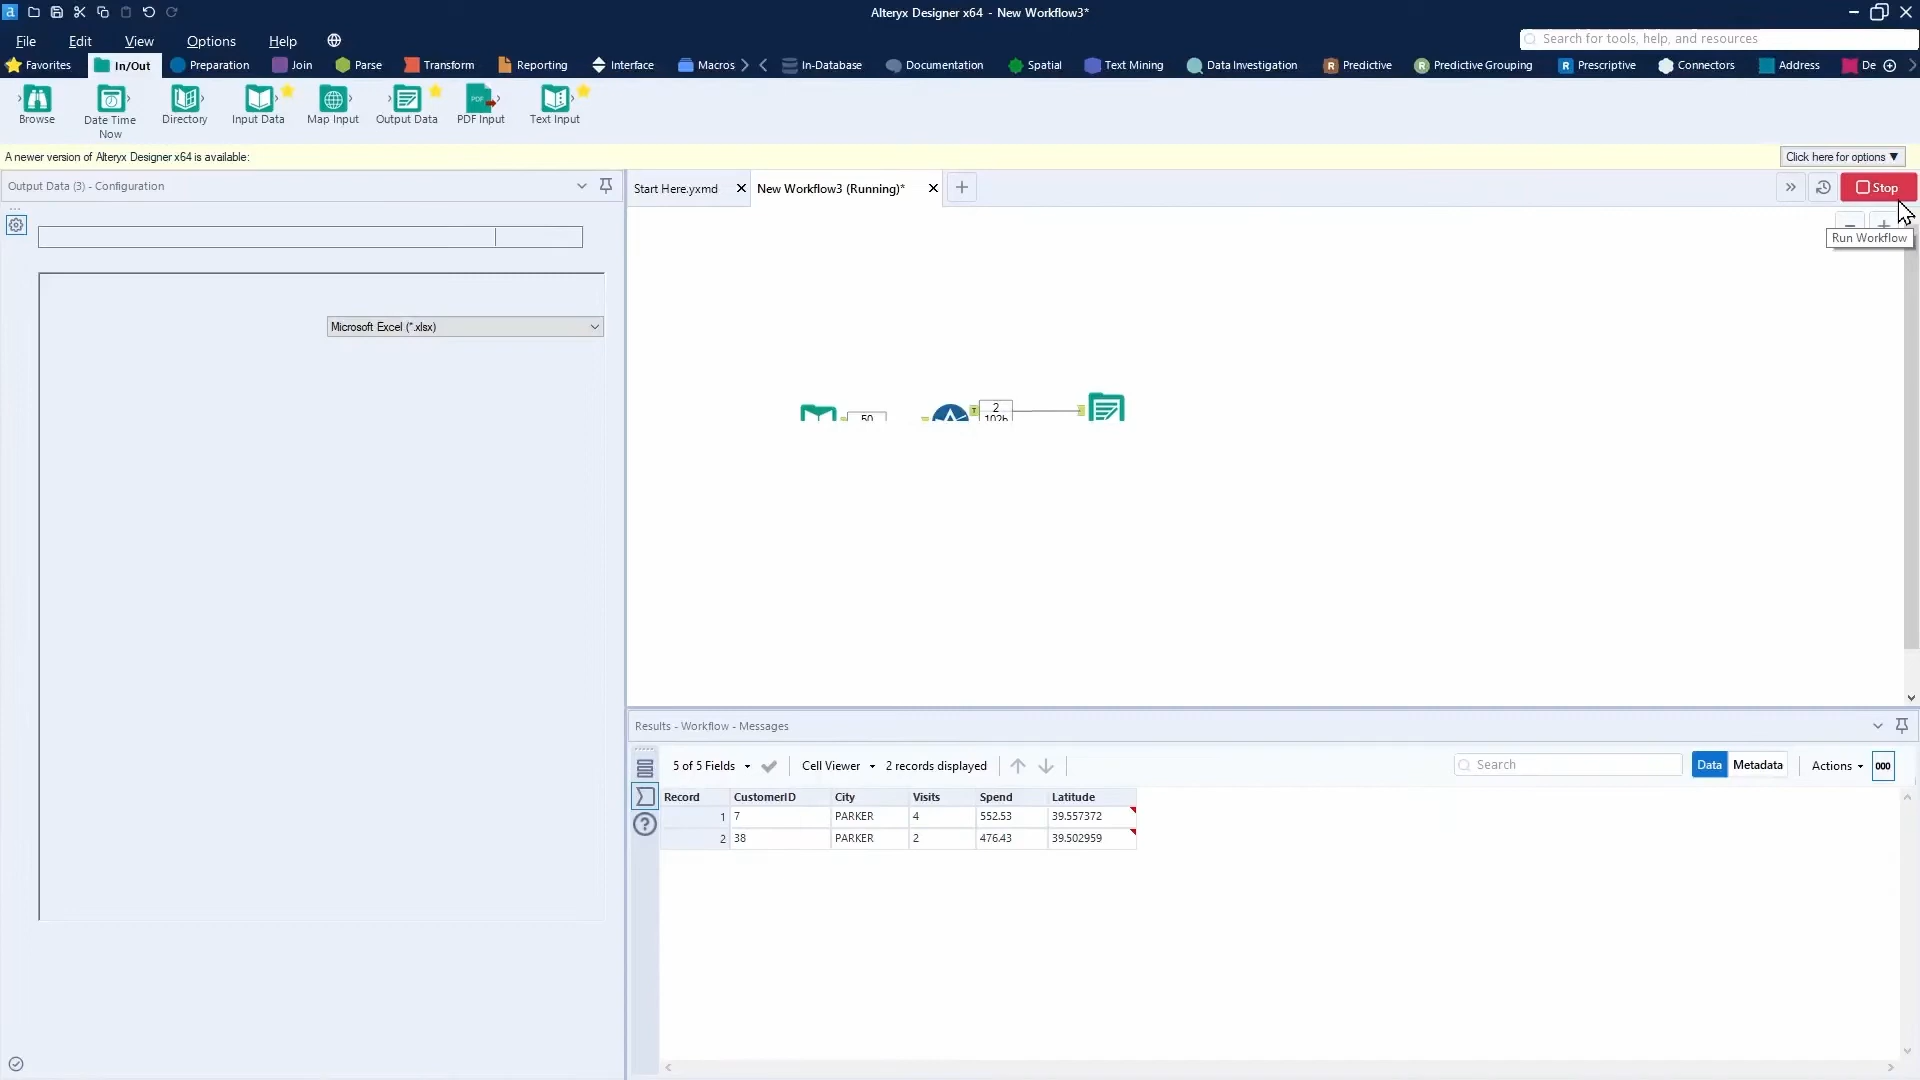 a
Alteryx Designer x64 - New Workflow3*
File Edit View Options Help
Search for tools, help, and resources
Favorites In/Out Preparation Join Parse Transform Reporting Interface Macros In-Database Documentation Spatial Text Mining Data Investigation Predictive Predictive Grouping Prescriptive Connectors Address De
Browse Date Time Now Directory Input Data Map Input Output Data PDF Input Text Input
A newer version of Alteryx Designer x64 is available:
Click here for options ▼
Output Data (3) - Configuration
Start Here.yxmd New Workflow3 (Running)*
Stop
Run Workflow
Microsoft Excel (*.xlsx)
50
T
2
102b
Results - Workflow - Messages
5 of 5 Fields Cell Viewer 2 records displayed Search Data Metadata Actions 000
Record CustomerID City Visits Spend Latitude
1 7 PARKER 4 552.53 39.557372
2 38 PARKER 2 476.43 39.502959